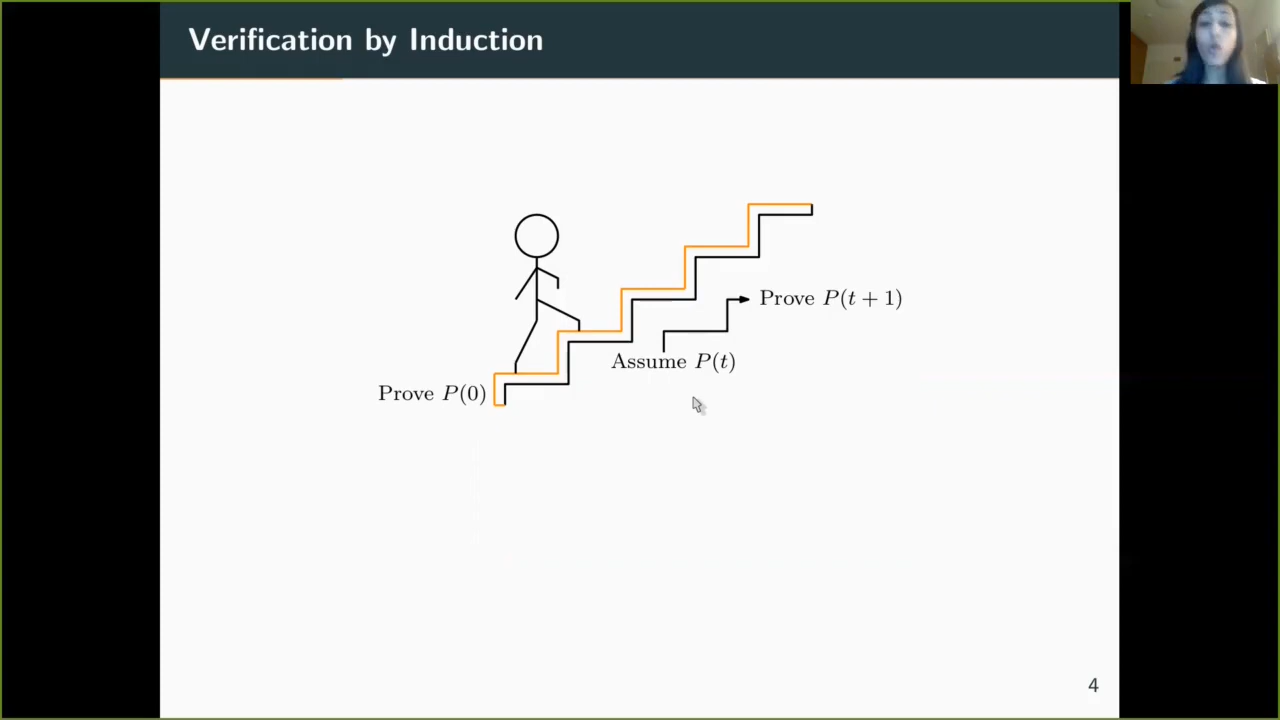 Verification by Induction
Prove P(t + 1)
Assume P(t)
Prove P(0)
4